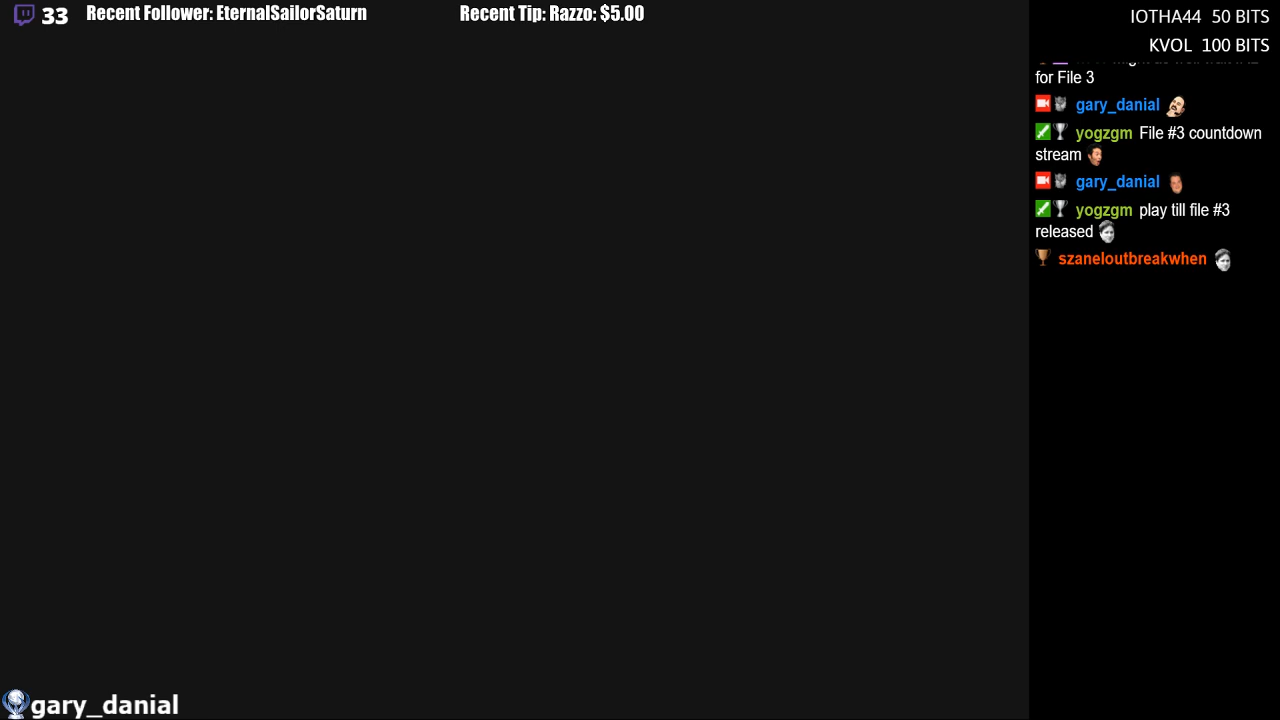 33 Recent Follower: EternalSailorSaturn Recent Tip: Razzo: $5.00
IOTHA44 50 BITS
KVOL 100 BITS
for File 3
gary_danial
yogzgm File #3 countdown
stream
gary_danial
yogzgm play till file #3
released
szaneloutbreakwhen
gary_danial